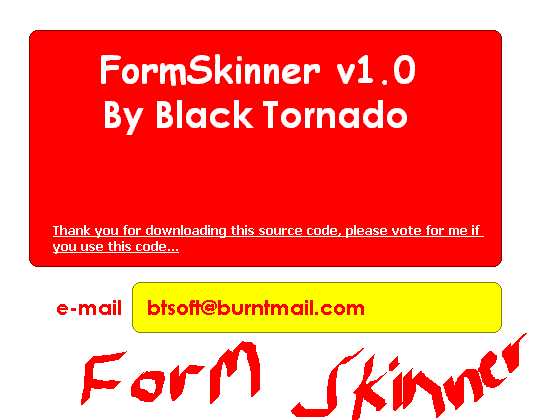 FormSkinner v1.0
By Black Tornado
Thank you for downloading this source code, please vote for me if
you use this code...
e-mail btsoft@burntmail.com
Form Skinner